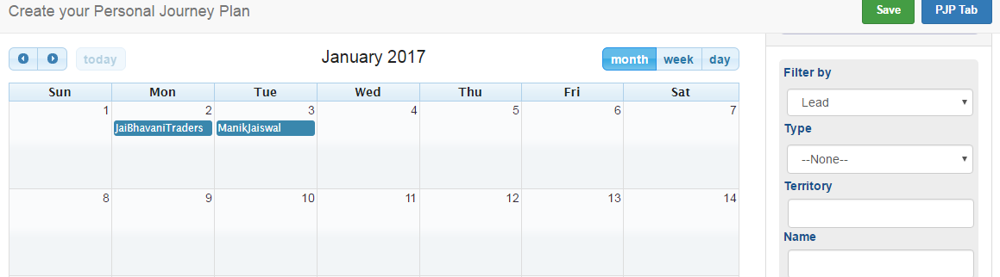 Create your Personal Journey Plan
Save
PJP Tab
today
January 2017
month week day
Sun Mon Tue Wed Thu Fri Sat
1 2 3 4 5 6 7
JaiBhavaniTraders ManikJaiswal
8 9 10 11 12 13 14
Filter by
Lead
Type
--None--
Territory
Name